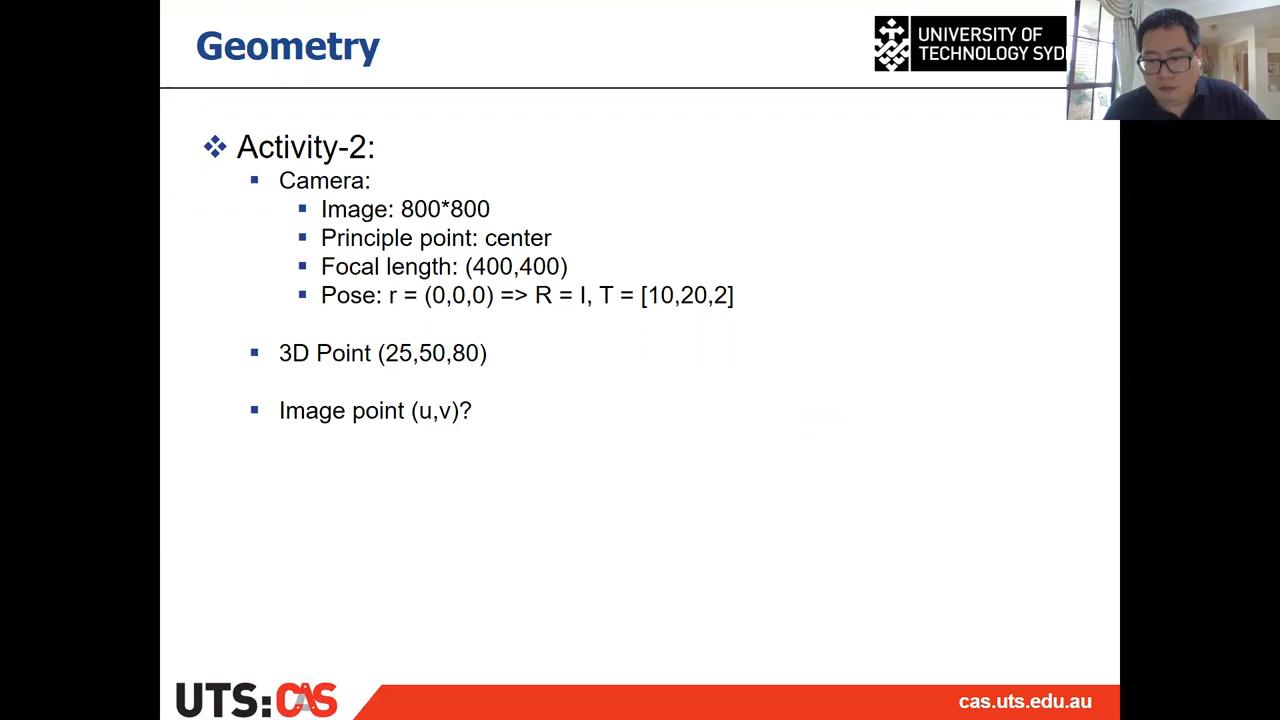 Geometry
UNIVERSITY OF
TECHNOLOGY SYD
Activity-2:
Camera:
Image: 800*800
Principle point: center
Focal length: (400,400)
Pose: r = (0,0,0) => R = I, T = [10,20,2]
3D Point (25,50,80)
Image point (u,v)?
UTS:CAS
cas.uts.edu.au